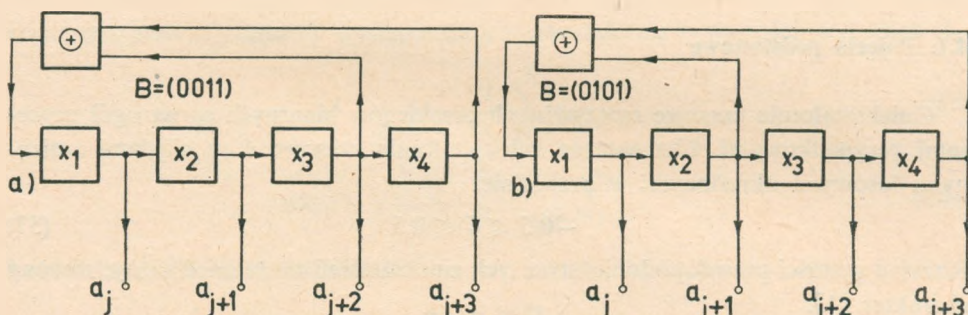 ⊕ ⊕
B=(0011) B=(0101)
x₁ x₂ x₃ x₄ x₁ x₂ x₃ x₄
a) b)
aⱼ aⱼ₊₁ aⱼ₊₂ aⱼ₊₃ aⱼ aⱼ₊₁ aⱼ₊₂ aⱼ₊₃